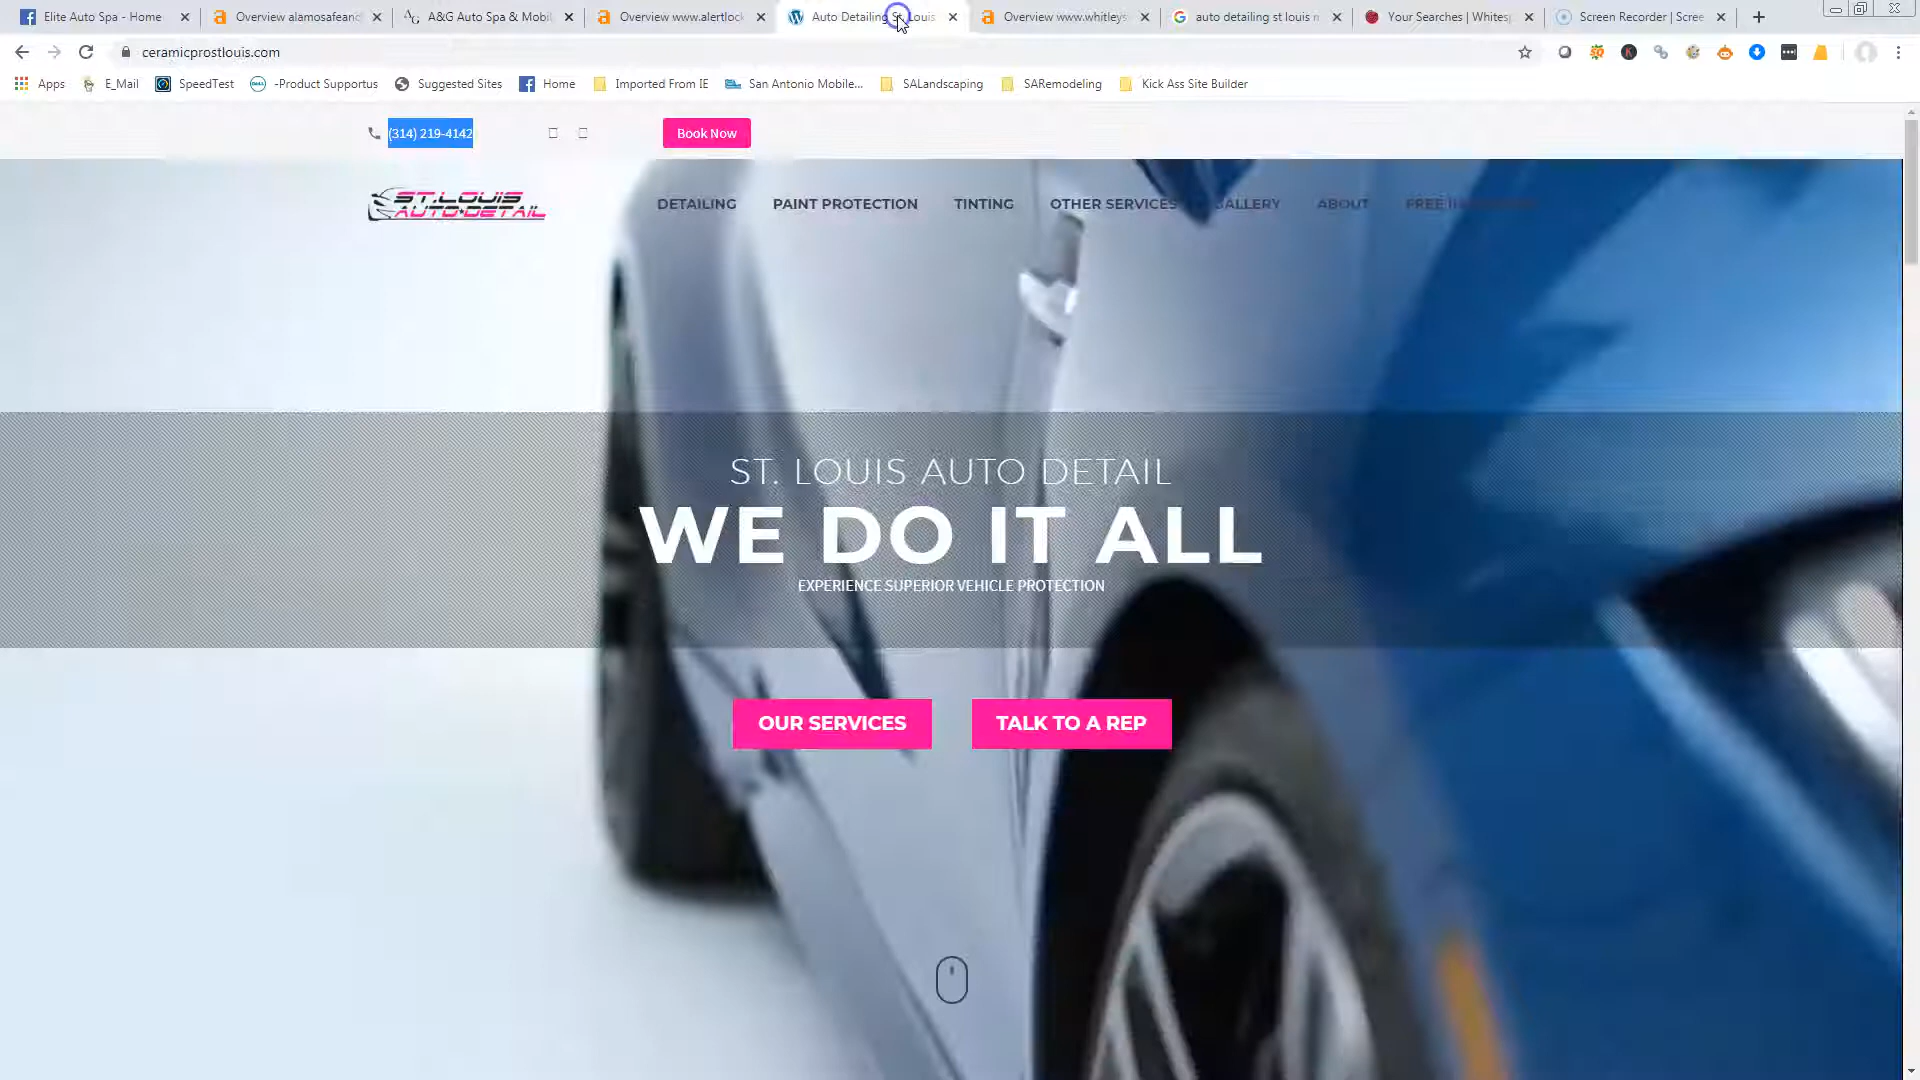 Elite Auto Spa - Home
Overview alamosafeand
A&G Auto Spa & Mobil
Overview www.alertlock
Auto Detailing St Louis
Overview www.whitleys
auto detailing st louis m
Your Searches | Whitesp
Screen Recorder | Scree
ceramicprostlouis.com
Apps
E_Mail
SpeedTest
-Product Supportus
Suggested Sites
Home
Imported From IE
San Antonio Mobile...
SALandscaping
SARemodeling
Kick Ass Site Builder
(314) 219-4142
Book Now
ST.LOUIS
AUTO DETAIL
DETAILING
PAINT PROTECTION
TINTING
OTHER SERVICES
GALLERY
ABOUT
FREE
ST. LOUIS AUTO DETAIL
WE DO IT ALL
EXPERIENCE SUPERIOR VEHICLE PROTECTION
OUR SERVICES
TALK TO A REP